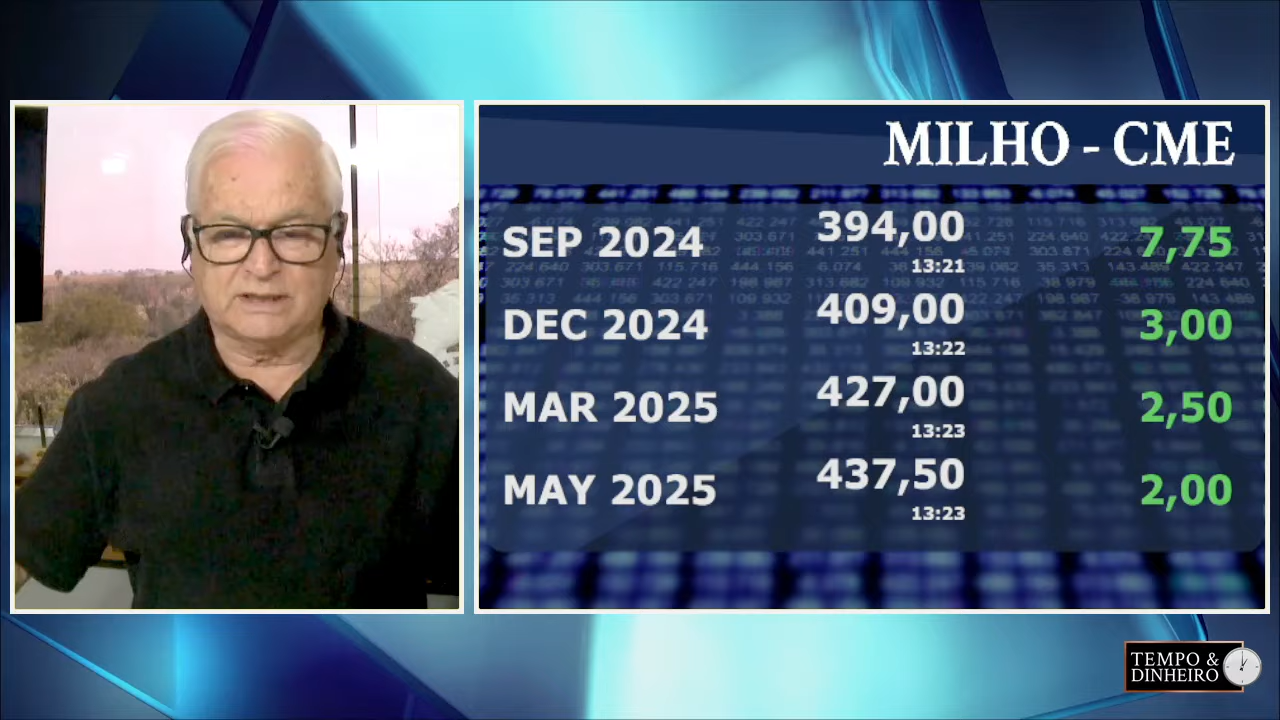 MILHO - CME
SEP 2024 394,00 7,75
13:21
DEC 2024 409,00 3,00
13:22
MAR 2025 427,00 2,50
13:23
MAY 2025 437,50 2,00
13:23
TEMPO &
DINHEIRO